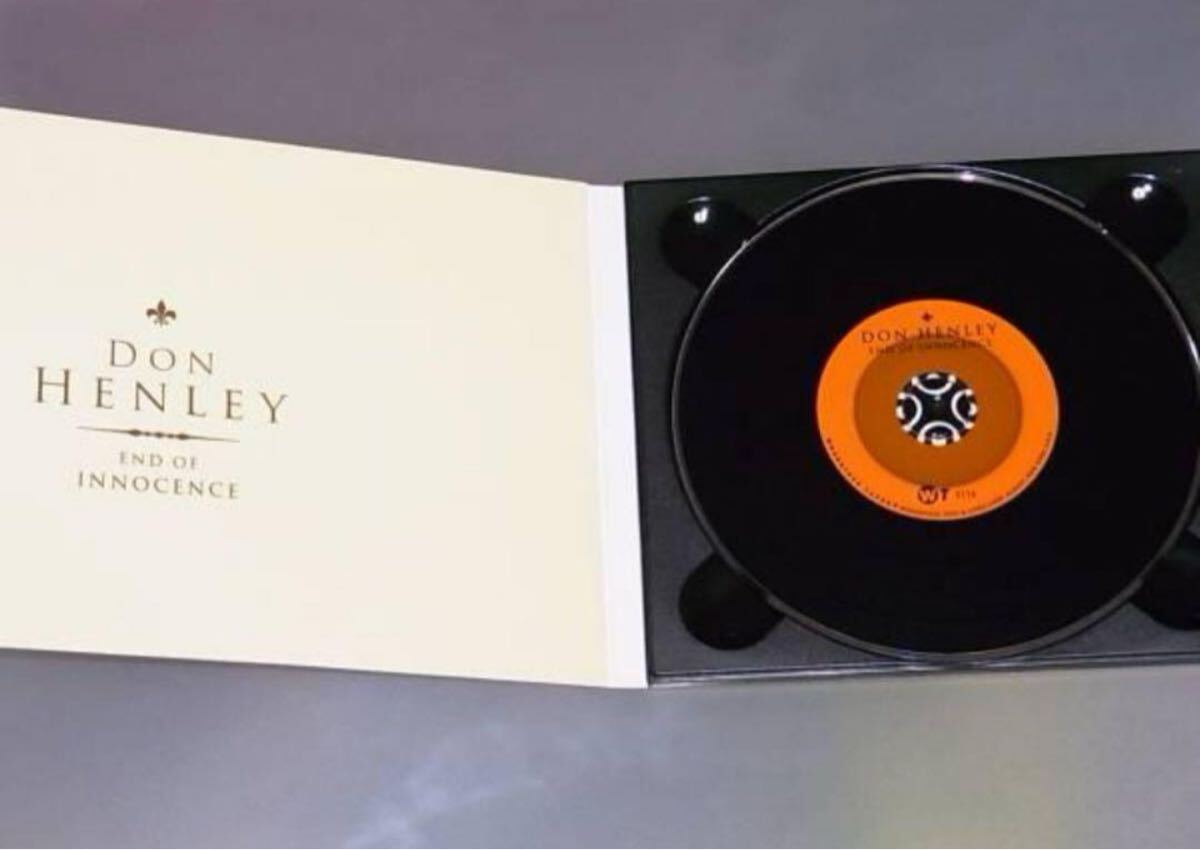 DON
HENLEY
END OF
INNOCENCE
DON HENLEY
END OF INNOCENCE
WT